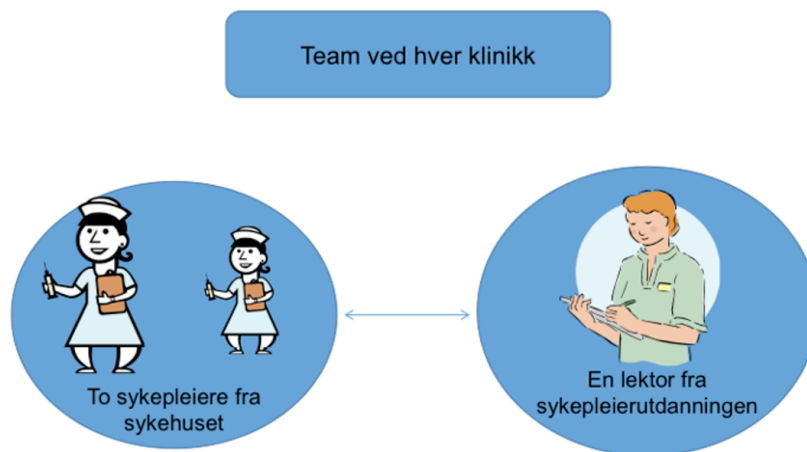 Team ved hver klinikk
To sykepleiere fra
sykehuset
En lektor fra
sykepleierutdanningen